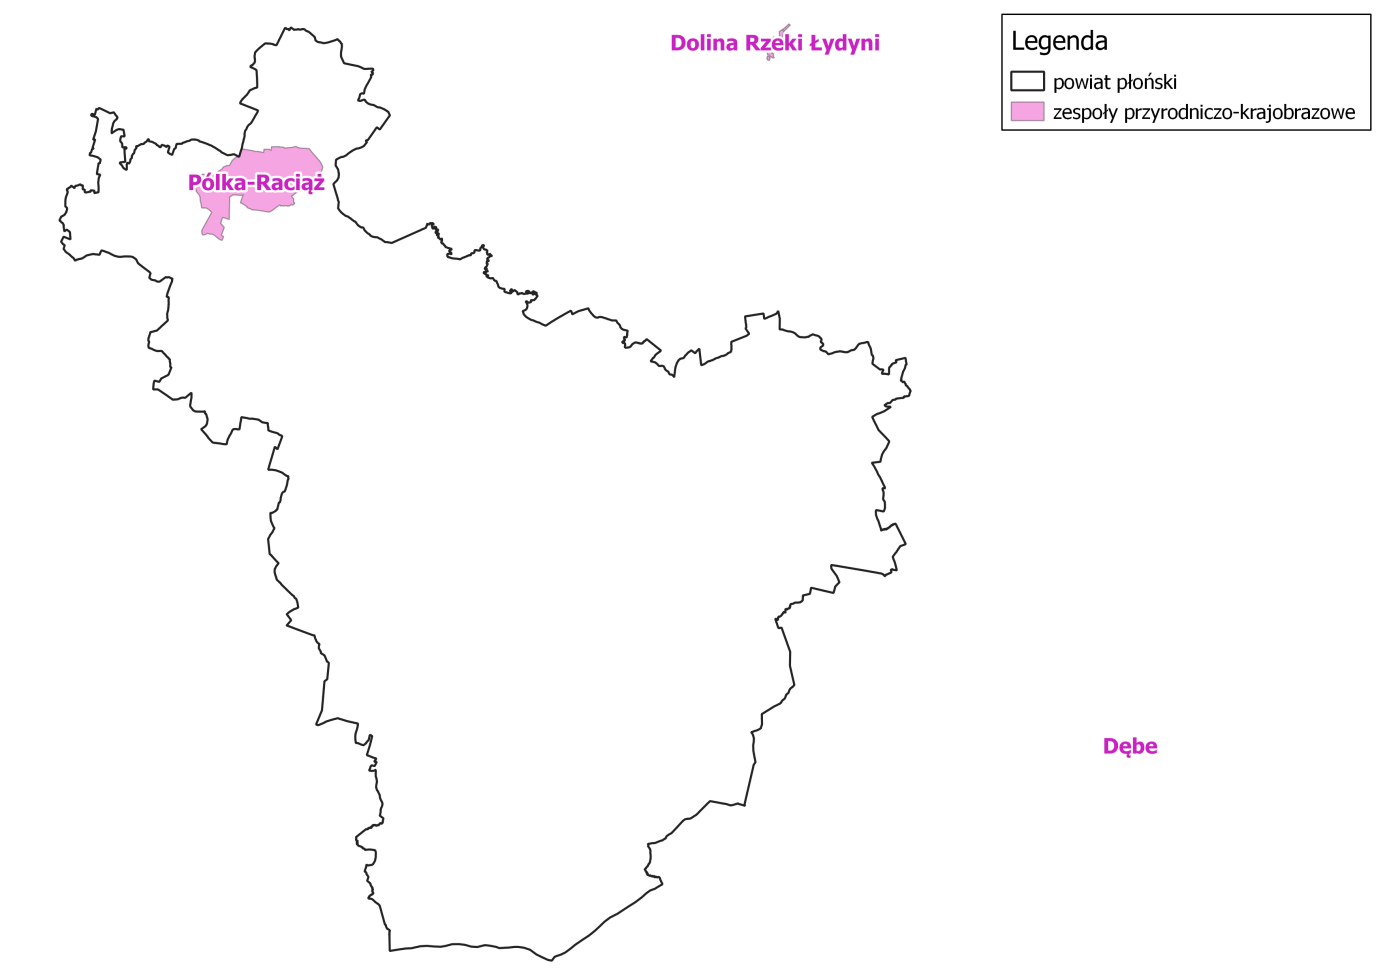 Dolina Rzeki Łydyni
Legenda
powiat płoński
zespoły przyrodniczo-krajobrazowe
Pólka-Raciąż
Dębe